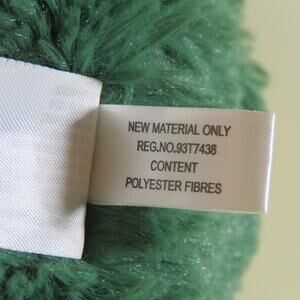 NEW MATERIAL ONLY
REG.NO.93T7438
CONTENT
POLYESTER FIBRES